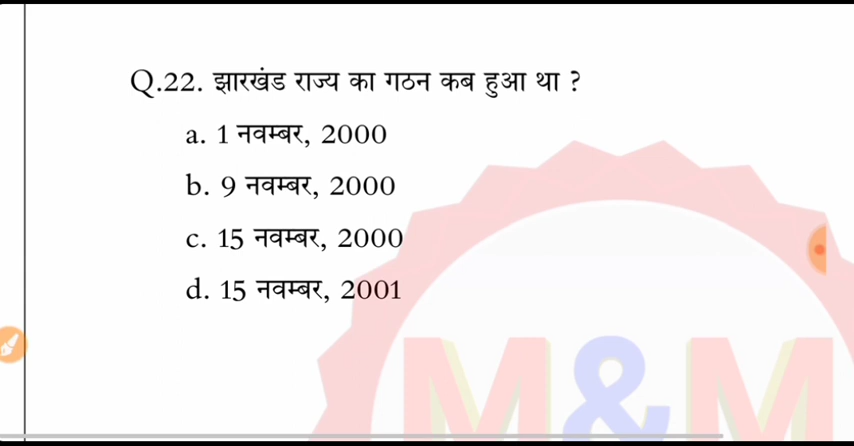 Q.22. झारखंड राज्य का गठन कब हुआ था ?
a. 1 नवम्बर, 2000
b. 9 नवम्बर, 2000
c. 15 नवम्बर, 2000
d. 15 नवम्बर, 2001
M&M